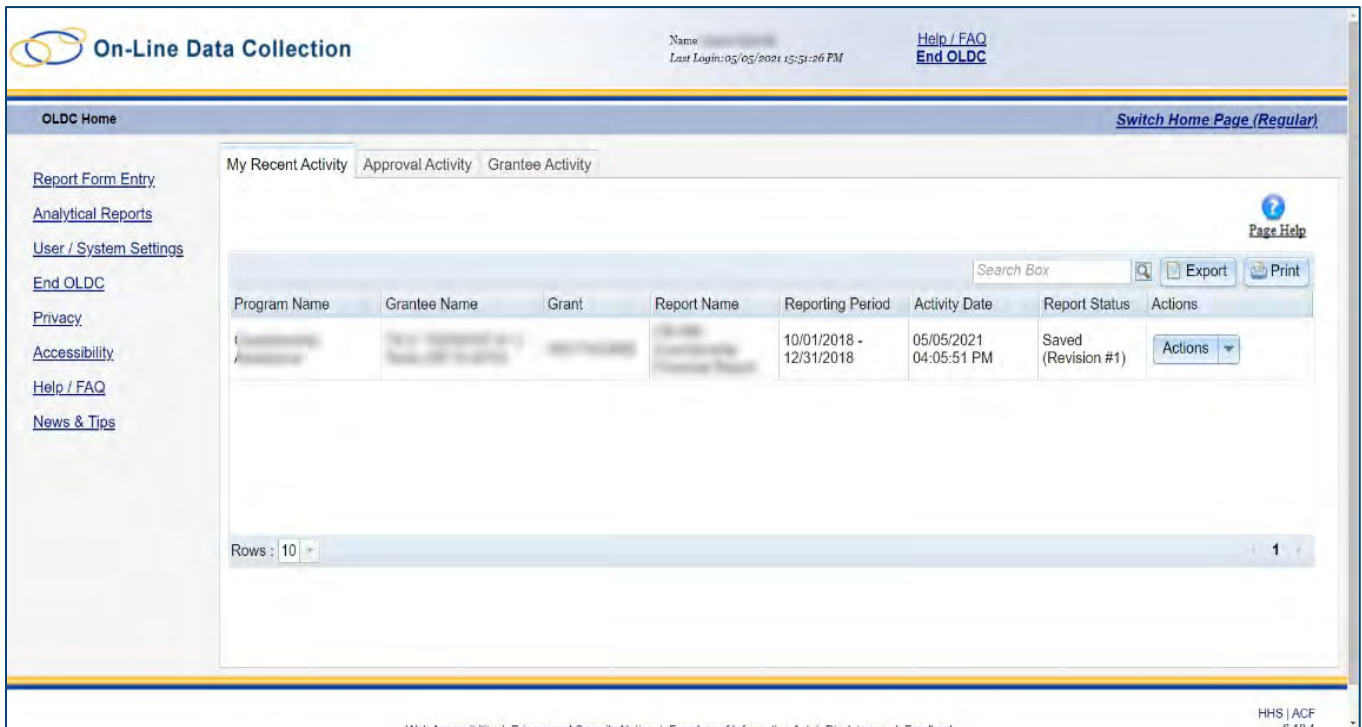 On-Line Data Collection
Name
Last Login:05/05/2021 15:51:26 PM
Help / FAQ
End OLDC
OLDC Home
Switch Home Page (Regular)
Report Form Entry
Analytical Reports
User / System Settings
End OLDC
Privacy
Accessibility
Help / FAQ
News & Tips
My Recent Activity
Approval Activity
Grantee Activity
Page Help
Search Box
Export
Print
Program Name
Grantee Name
Grant
Report Name
Reporting Period
Activity Date
Report Status
Actions
10/01/2018 -
12/31/2018
05/05/2021
04:05:51 PM
Saved
(Revision #1)
Actions
Rows : 10
1
HHS | ACF